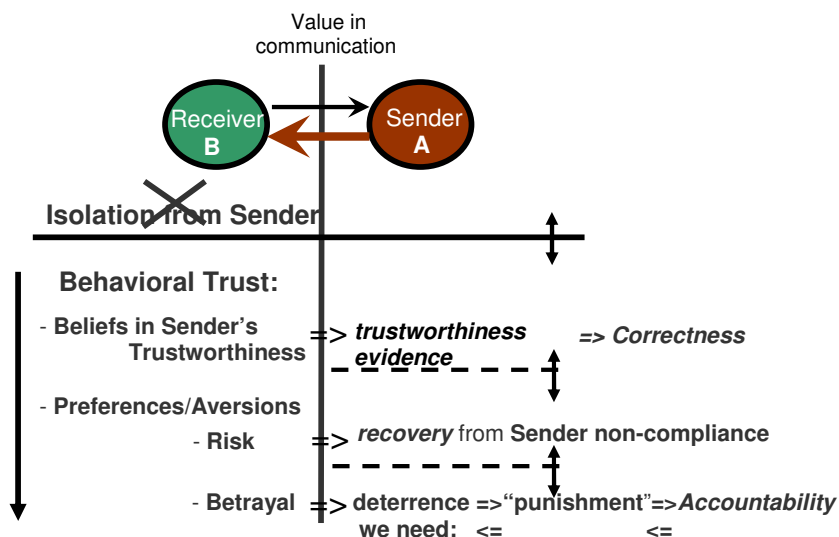 Value in
communication
Receiver
B
Sender
A
Isolation from Sender
Behavioral Trust:
- Beliefs in Sender's => trustworthiness => Correctness
Trustworthiness evidence
- Preferences/Aversions
- Risk => recovery from Sender non-compliance
- Betrayal => deterrence =>“punishment”=>Accountability
we need: <= <=